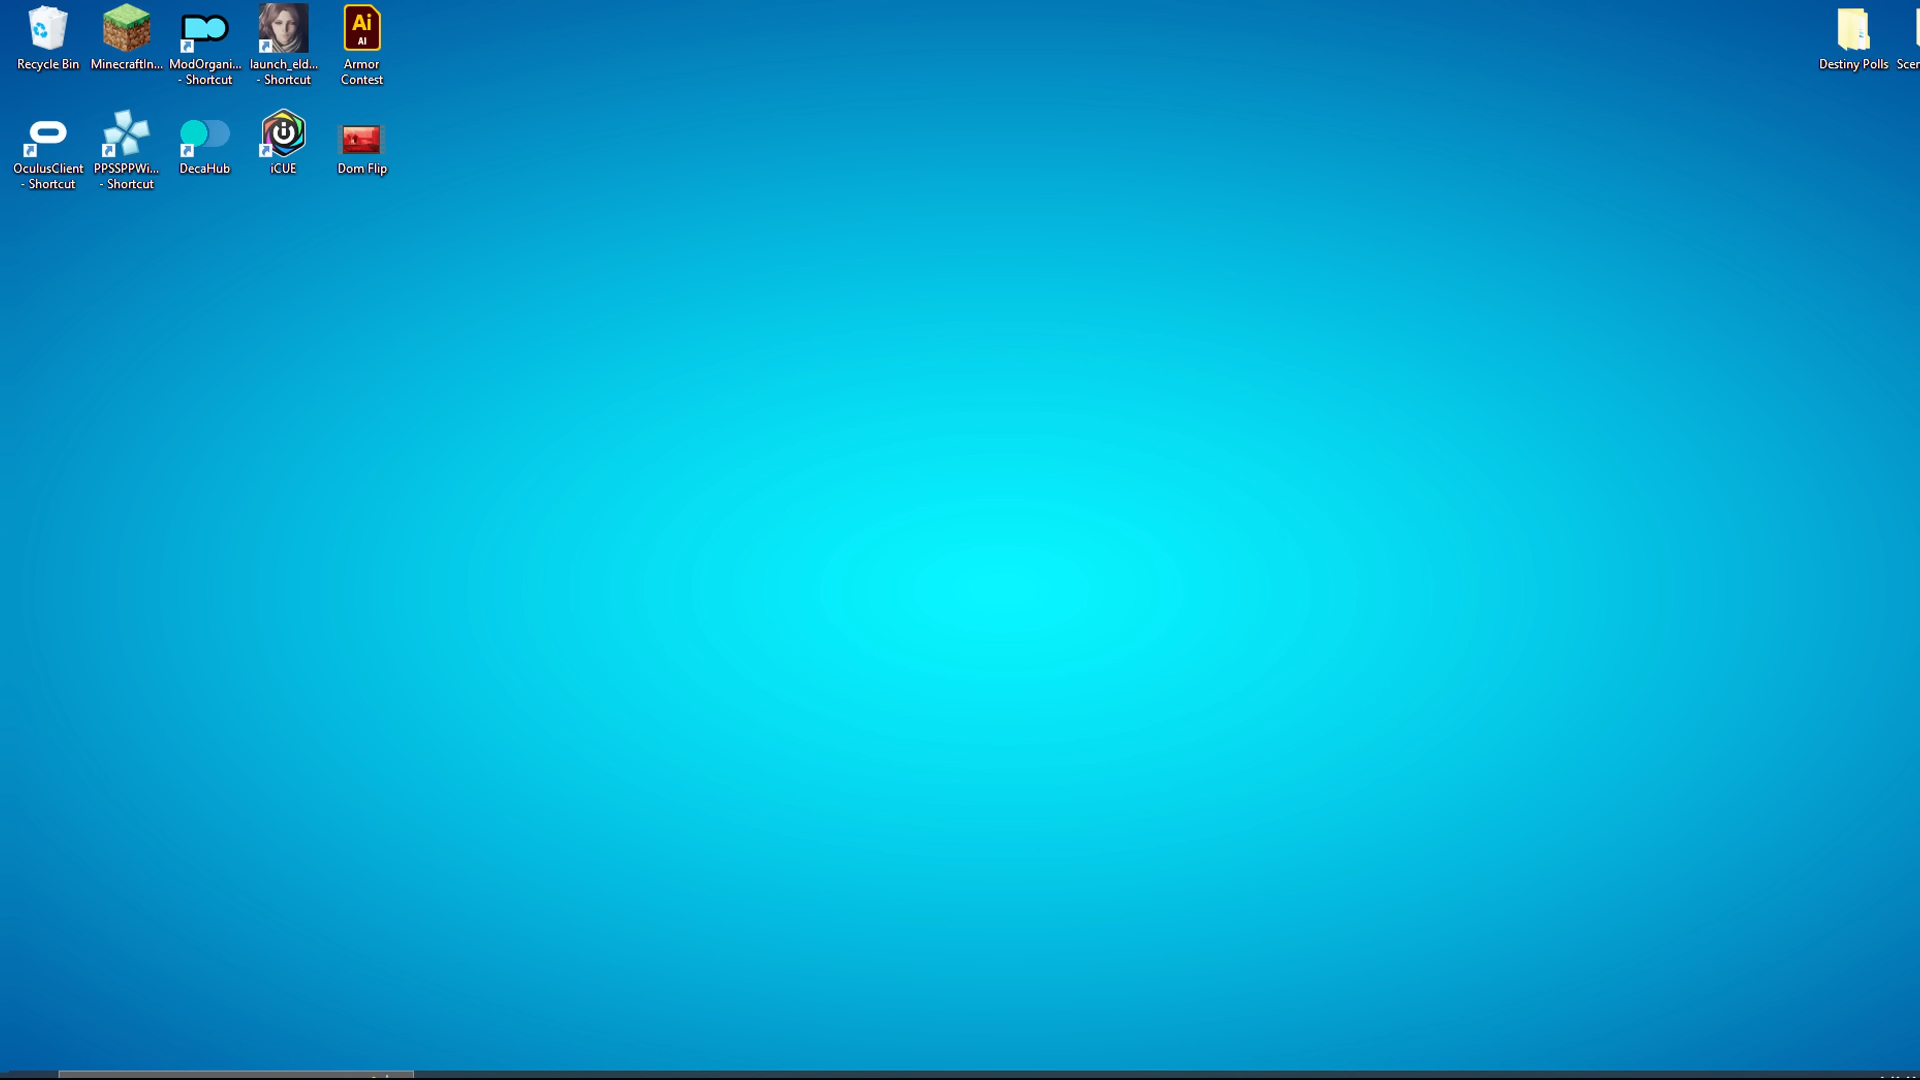 Recycle Bin
MinecraftIn...
ModOrgani...
- Shortcut
launch_eld...
- Shortcut
Ai
AI
Armor
Contest
Destiny Polls
Scen
OculusClient
- Shortcut
PPSSPPWi...
- Shortcut
DecaHub
iCUE
Dom Flip